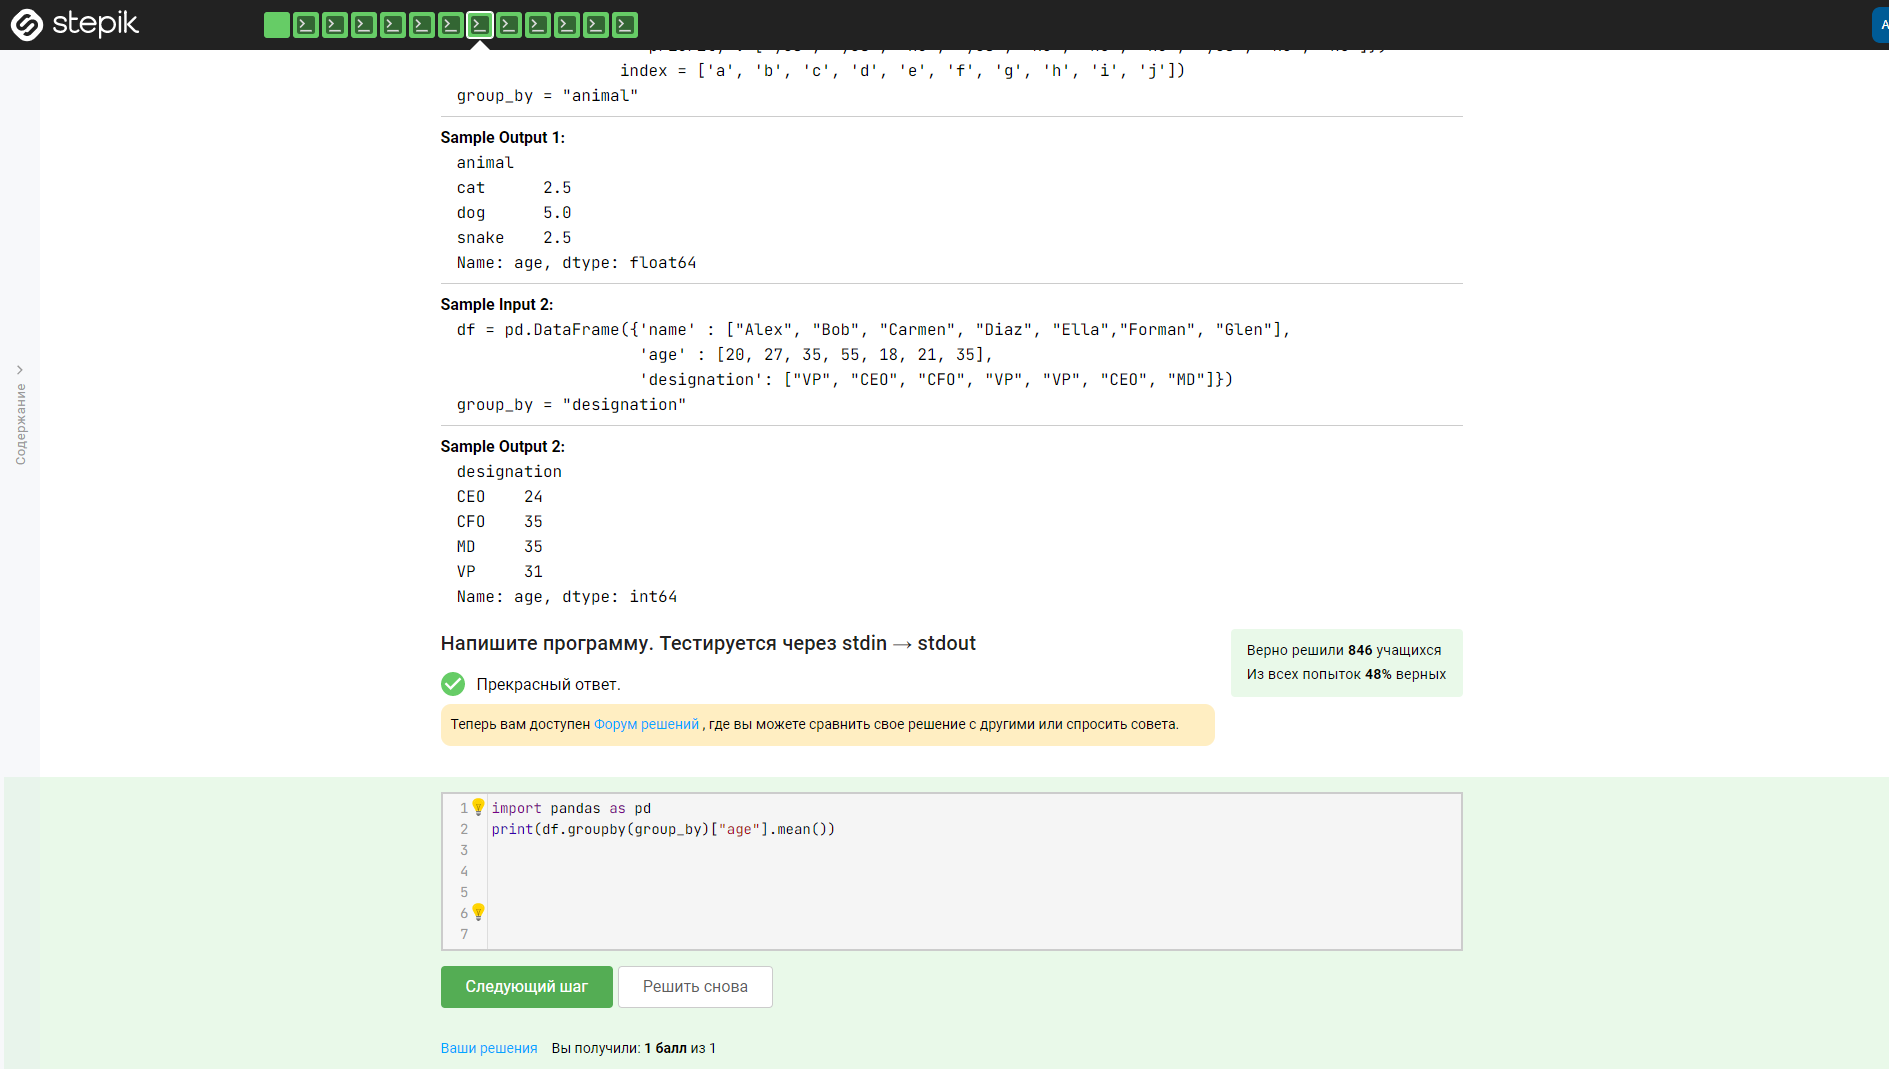 stepik
A
index = ['a', 'b', 'c', 'd', 'e', 'f', 'g', 'h', 'i', 'j'])
group_by = "animal"
Sample Output 1:
animal
cat      2.5
dog      5.0
snake    2.5
Name: age, dtype: float64
Sample Input 2:
df = pd.DataFrame({'name' : ["Alex", "Bob", "Carmen", "Diaz", "Ella","Forman", "Glen"],
'age' : [20, 27, 35, 55, 18, 21, 35],
'designation': ["VP", "CEO", "CFO", "VP", "VP", "CEO", "MD"]})
group_by = "designation"
Содержание
Sample Output 2:
designation
CEO    24
CFO    35
MD     35
VP     31
Name: age, dtype: int64
Напишите программу. Тестируется через stdin → stdout
Верно решили 846 учащихся
Из всех попыток 48% верных
Прекрасный ответ.
Теперь вам доступен Форум решений , где вы можете сравнить свое решение с другими или спросить совета.
1 import pandas as pd
2 print(df.groupby(group_by)["age"].mean())
3
4
5
6
7
Следующий шаг
Решить снова
Ваши решения Вы получили: 1 балл из 1